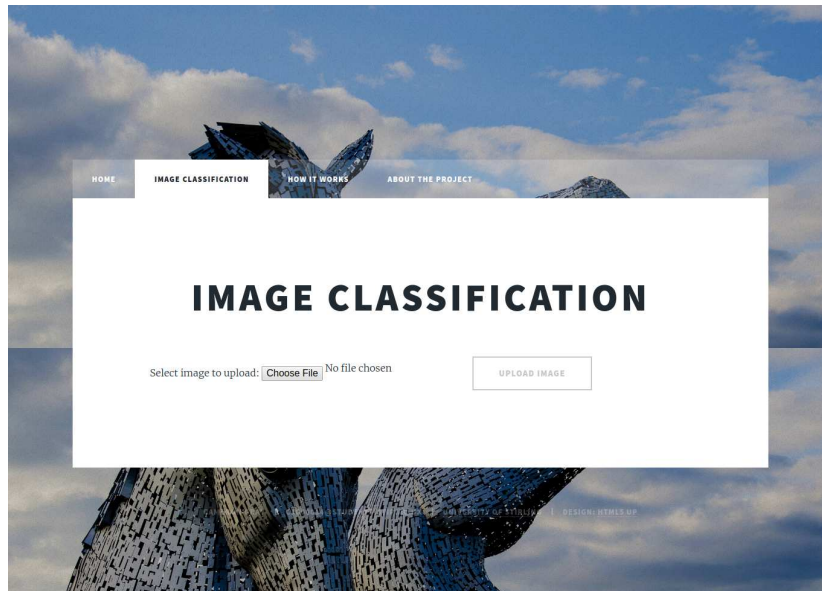 HOME IMAGE CLASSIFICATION HOW IT WORKS ABOUT THE PROJECT
IMAGE CLASSIFICATION
Select image to upload: Choose File No file chosen UPLOAD IMAGE
UNIVERSITY OF STIRLING | DESIGN: HTML5 UP